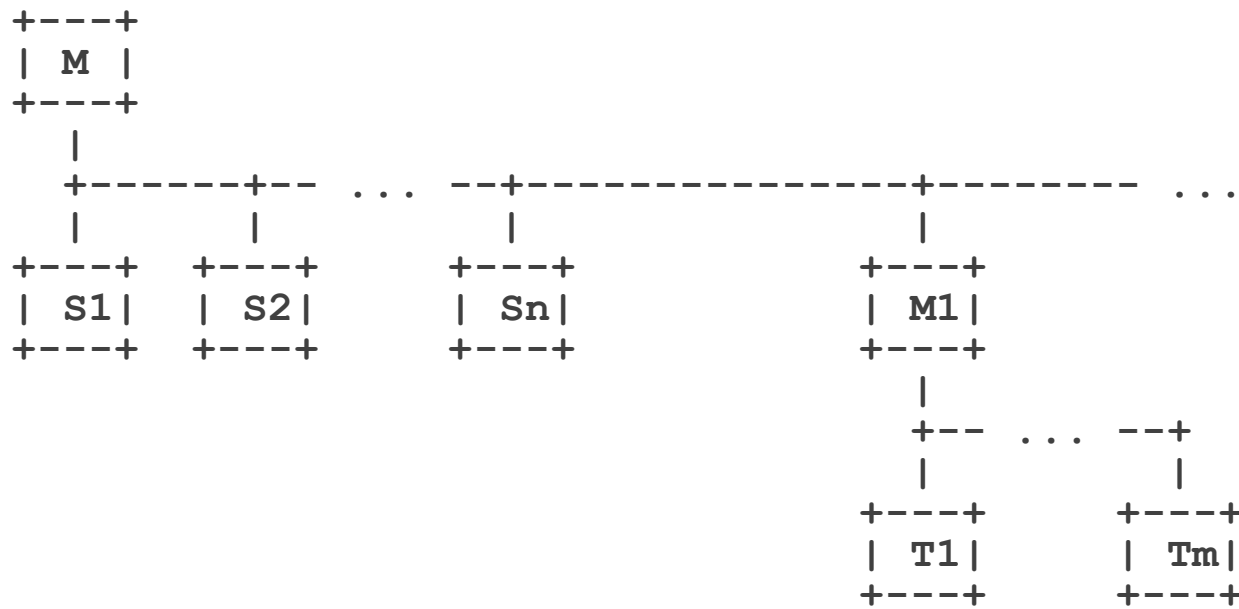 +---+
| M |
+---+
  |
  +------+-- ... --+---------------+-------- ...
  |      |         |               |
+---+  +---+     +---+           +---+
| S1|  | S2|     | Sn|           | M1|
+---+  +---+     +---+           +---+
                                   |
                                   +-- ... --+
                                   |         |
                                 +---+     +---+
                                 | T1|     | Tm|
                                 +---+     +---+